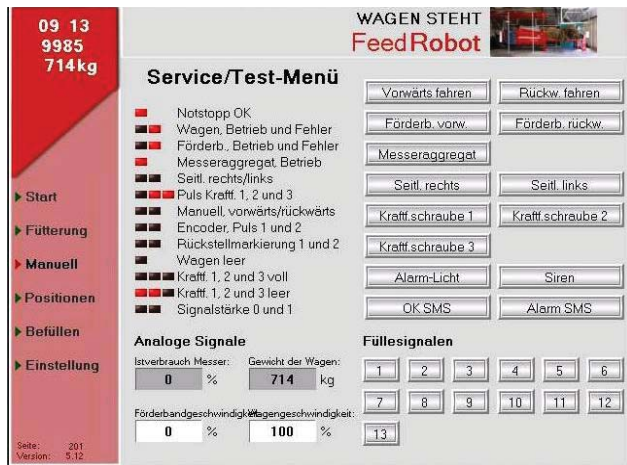 09 13
9985
714kg
WAGEN STEHT
FeedRobot
Service/Test-Menü
Notstopp OK
Wagen, Betrieb und Fehler
Förderb., Betrieb und Fehler
Messeraggregat, Betrieb
Seitl. rechts/links
Puls Kraftf. 1, 2 und 3
Manuell, vorwärts/rückwärts
Encoder, Puls 1 und 2
Rückstellmarkierung 1 und 2
Wagen leer
Kraftf. 1, 2 und 3 voll
Kraftf. 1, 2 und 3 leer
Signalstärke 0 und 1
Vorwärts fahren
Rückw. fahren
Förderb. vorw.
Förderb. rückw.
Messeraggregat
Seitl. rechts
Seitl. links
Kraftf.schraube 1
Kraftf.schraube 2
Kraftf.schraube 3
Alarm-Licht
Siren
OK SMS
Alarm SMS
Start
Fütterung
Manuell
Positionen
Befüllen
Einstellung
Analoge Signale
Istverbrauch Messer:
0 %
Gewicht der Wagen:
714 kg
Förderbandgeschwindigkeit:
0 %
Wagengeschwindigkeit:
100 %
Füllesignalen
1 2 3 4 5 6
7 8 9 10 11 12
13
Seite: 201
Version: 5.12